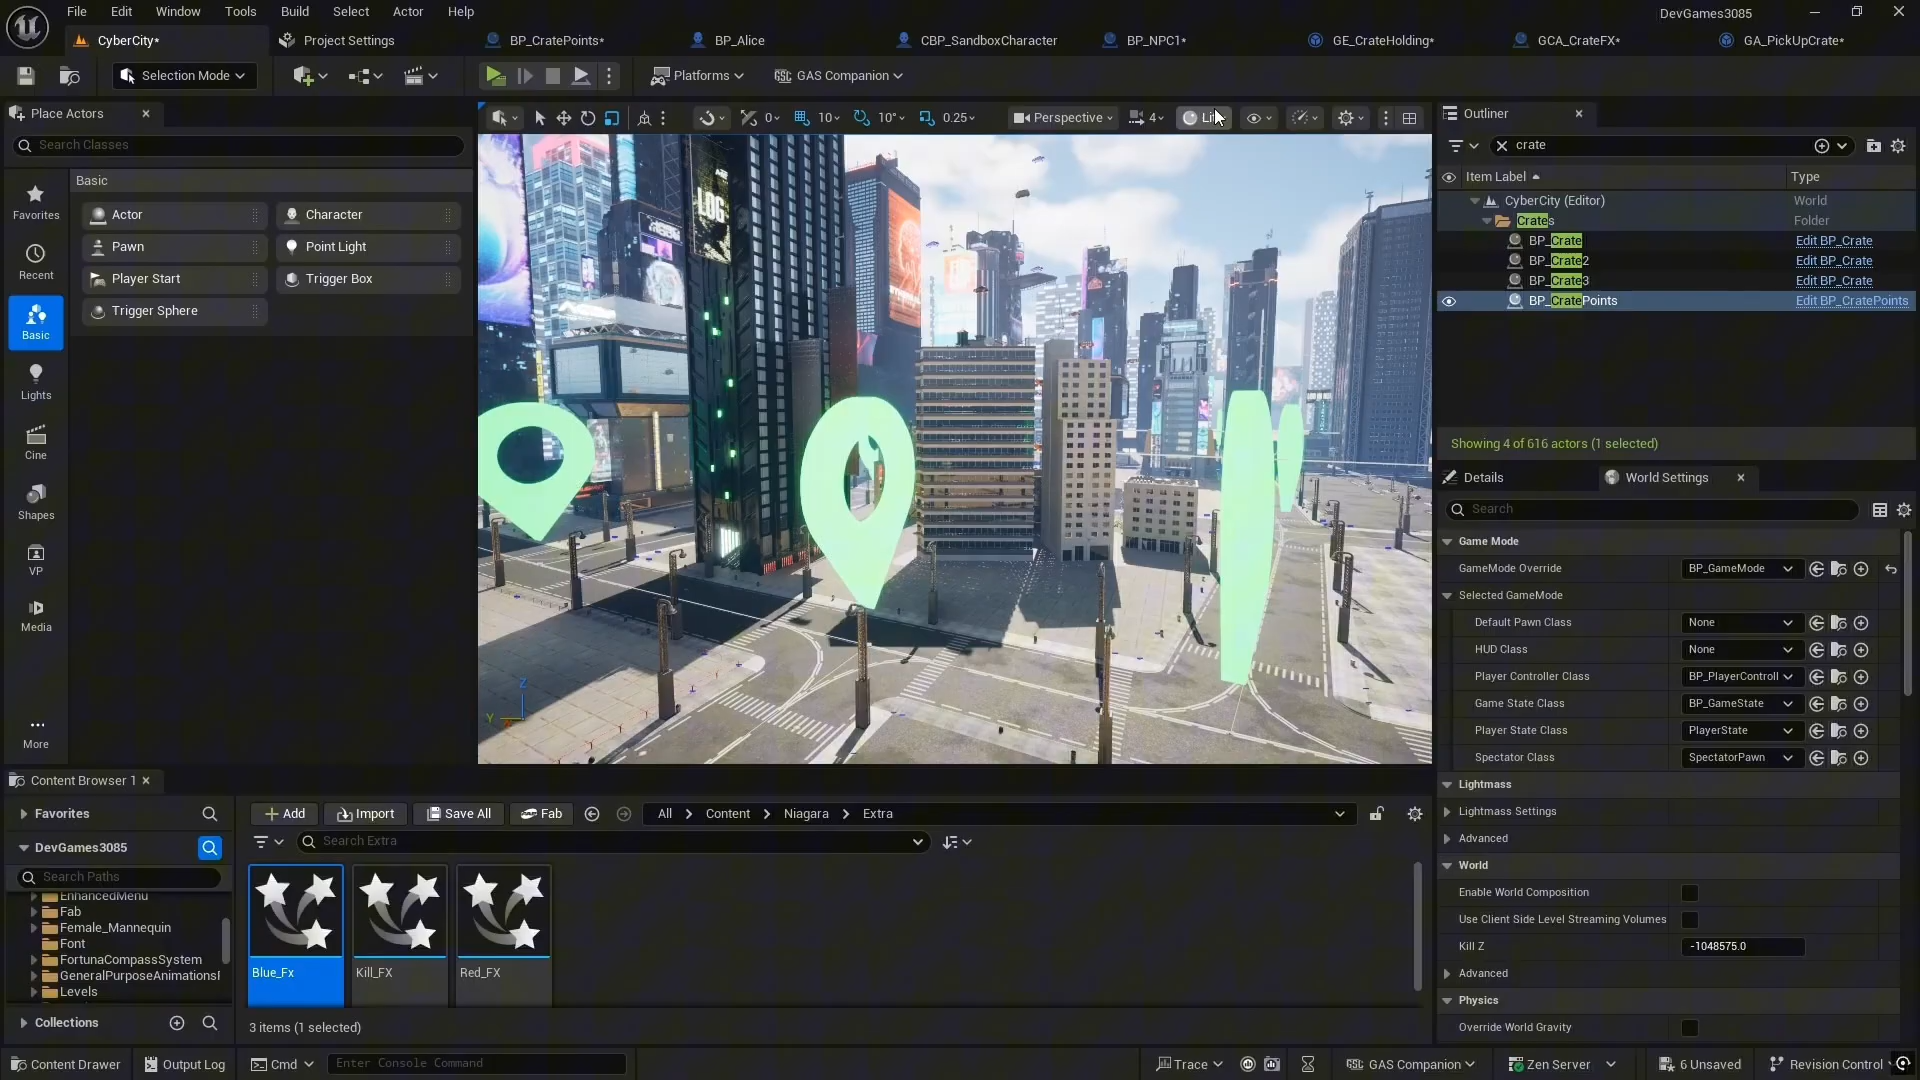 File Edit Window Tools Build Select Actor Help
DevGames3085
CyberCity*
Project Settings
BP_CratePoints*
BP_Alice
CBP_SandboxCharacter
BP_NPC1*
GE_CrateHolding*
GCA_CrateFX*
GA_PickUpCrate*
Selection Mode
Platforms
GAS Companion
Place Actors
Search Classes
Basic
Favorites
Recent
Basic
Lights
Cine
Shapes
VP
Media
More
Actor
Character
Pawn
Point Light
Player Start
Trigger Box
Trigger Sphere
0
10
10°
0.25
Perspective
4
LOG
Z
Y
Outliner
crate
Item Label
Type
CyberCity (Editor)
World
Crates
Folder
BP_Crate
Edit BP_Crate
BP_Crate2
Edit BP_Crate
BP_Crate3
Edit BP_Crate
BP_CratePoints
Edit BP_CratePoints
Showing 4 of 616 actors (1 selected)
Details
World Settings
Search
Game Mode
GameMode Override
BP_GameMode
Selected GameMode
Default Pawn Class
None
HUD Class
None
Player Controller Class
BP_PlayerControll
Game State Class
BP_GameState
Player State Class
PlayerState
Spectator Class
SpectatorPawn
Lightmass
Lightmass Settings
Advanced
World
Enable World Composition
Use Client Side Level Streaming Volumes
Kill Z
-1048575.0
Advanced
Physics
Override World Gravity
Content Browser 1
Favorites
DevGames3085
Search Paths
EnhancedMenu
Fab
Female_Mannequin
Font
FortunaCompassSystem
GeneralPurposeAnimations
Levels
Collections
Add
Import
Save All
Fab
All
Content
Niagara
Extra
Search Extra
Blue_Fx
Kill_FX
Red_FX
3 items (1 selected)
Content Drawer
Output Log
Cmd
Enter Console Command
Trace
GAS Companion
Zen Server
6 Unsaved
Revision Control